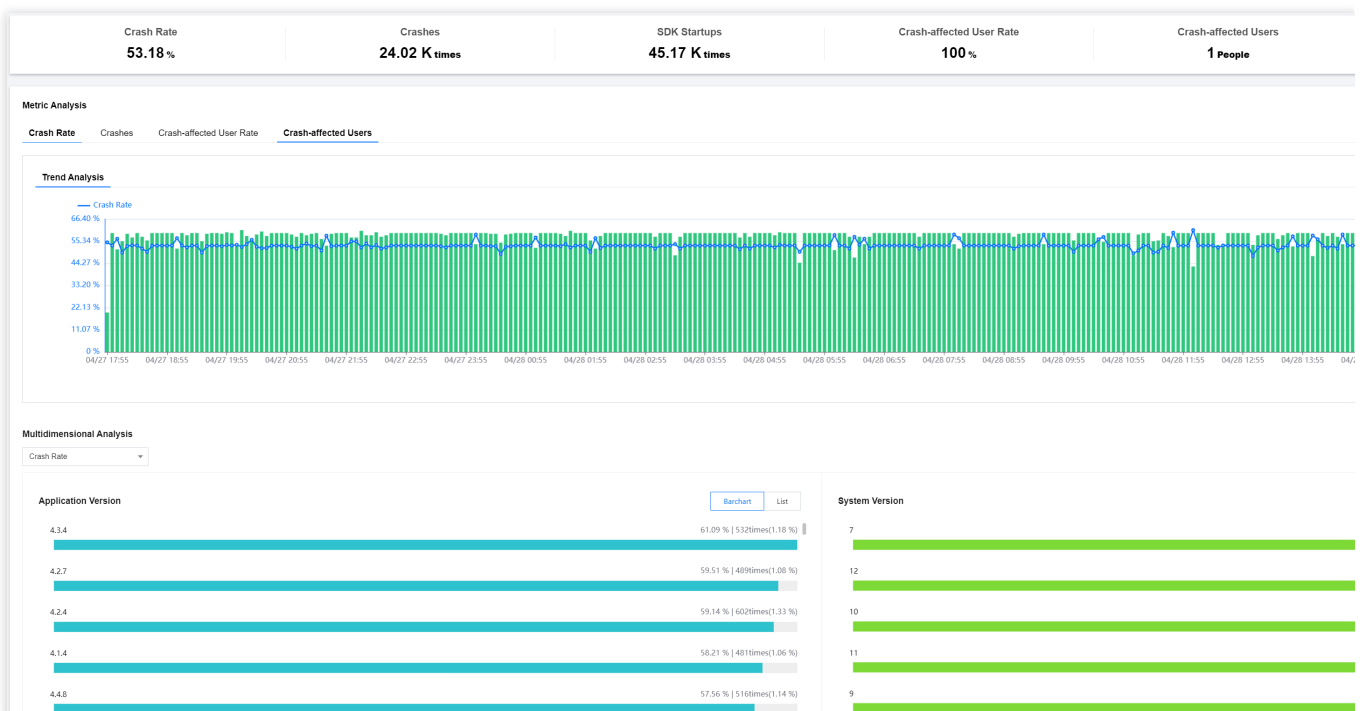 Crash Rate Crashes SDK Startups Crash-affected User Rate Crash-affected Users
53.18 % 24.02 K times 45.17 K times 100 % 1 People
Metric Analysis
Crash Rate Crashes Crash-affected User Rate Crash-affected Users
Trend Analysis
Crash Rate
66.40 %
55.34 %
44.27 %
33.20 %
22.13 %
11.07 %
0 %
04/27 17:55 04/27 18:55 04/27 19:55 04/27 20:55 04/27 21:55 04/27 22:55 04/27 23:55 04/28 00:55 04/28 01:55 04/28 02:55 04/28 03:55 04/28 04:55 04/28 05:55 04/28 06:55 04/28 07:55 04/28 08:55 04/28 09:55 04/28 10:55 04/28 11:55 04/28 12:55 04/28 13:55
Multidimensional Analysis
Crash Rate
Application Version Barchart List
4.3.4 61.09 % | 532times(1.18 %)
4.2.7 59.51 % | 489times(1.08 %)
4.2.4 59.14 % | 602times(1.33 %)
4.1.4 58.21 % | 481times(1.06 %)
4.4.8 57.56 % | 516times(1.14 %)
System Version
7
12
10
11
9